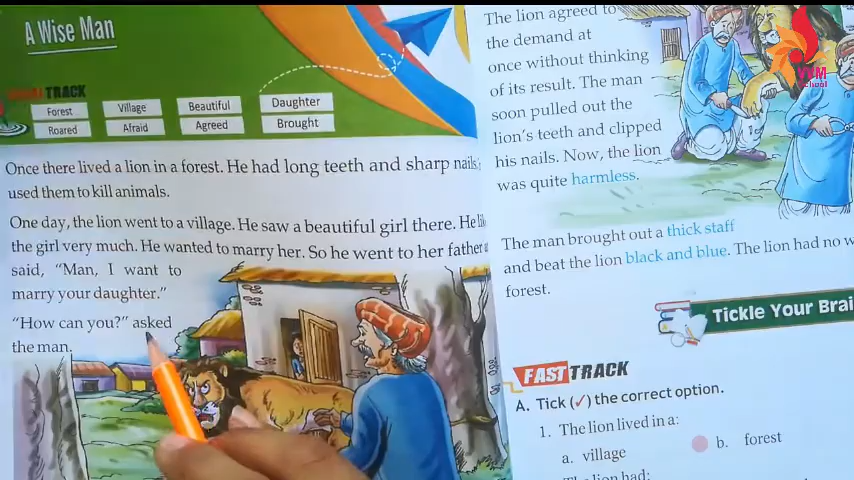 A Wise Man
TRACK
Forest
Village
Beautiful
Daughter
Roared
Afraid
Agreed
Brought
Once there lived a lion in a forest. He had long teeth and sharp nails
used them to kill animals.
One day, the lion went to a village. He saw a beautiful girl there. He
the girl very much. He wanted to marry her. So he went to her father
said, “Man, I want to
marry your daughter.”
“How can you?” asked
the man.
The lion agreed to
the demand at
once without thinking
of its result. The man
soon pulled out the
lion's teeth and clipped
his nails. Now, the lion
was quite harmless.
The man brought out a thick staff
and beat the lion black and blue. The lion had no
forest.
Tickle Your
FAST TRACK
A. Tick (✓) the correct option.
1. The lion lived in a:
a. village
b. forest
The lion had:
VVM
School